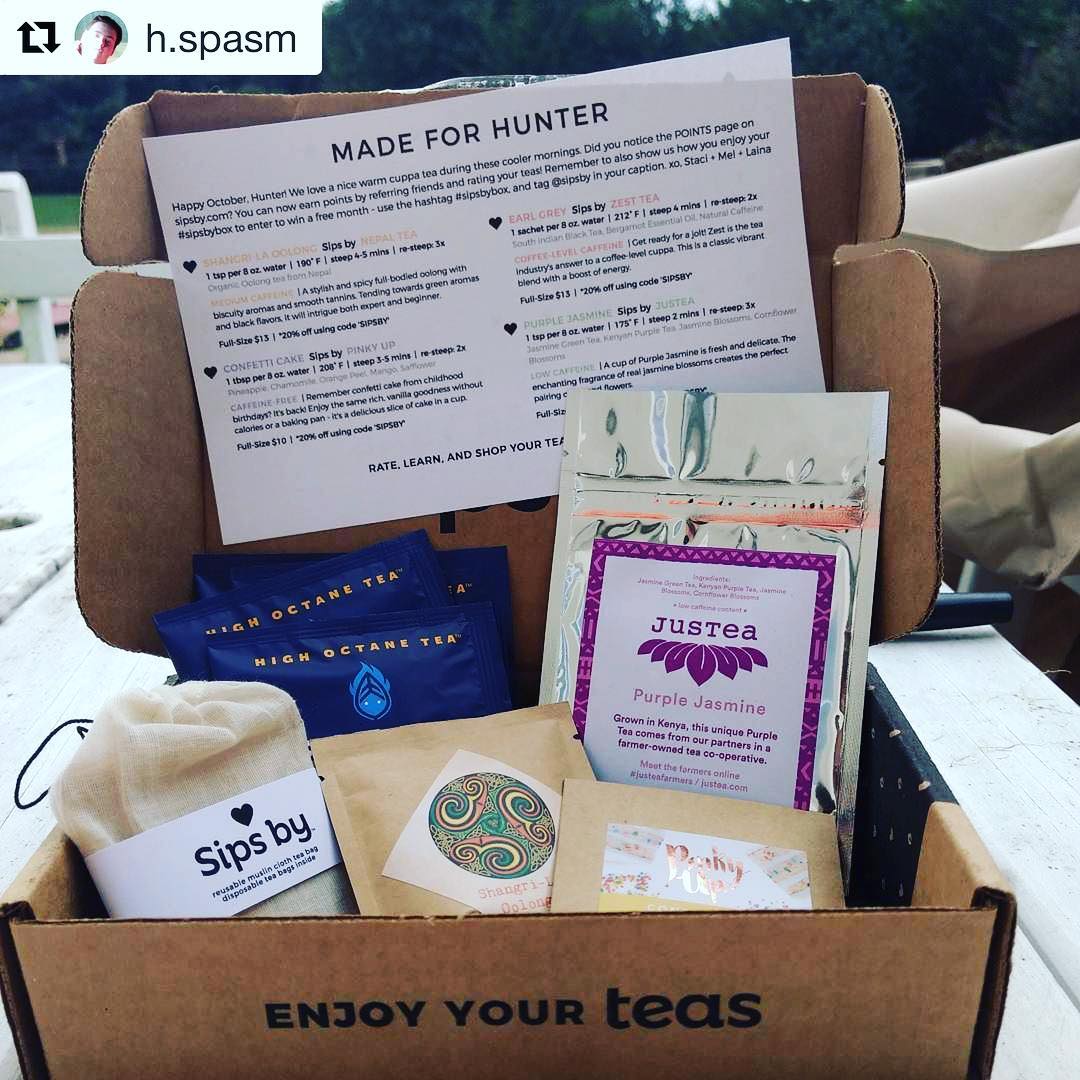 h.spasm
MADE FOR HUNTER
Happy October, Hunter! We love a nice warm cuppa tea during these cooler mornings. Did you notice the POINTS page on
sipsby.com? You can now earn points by referring friends and rating your teas! Remember to also show us how you enjoy your
#sipsbybox to enter to win a free month - use the hashtag #sipsbybox, and tag @sipsby in your caption. xo, Staci + Mel + Laina
SHANGRI-LA OOLONG Sips by NEPAL TEA
1 tsp per 8 oz. water | 190° F | steep 4-5 mins | re-steep: 3x
Organic Oolong tea from Nepal
MEDIUM CAFFEINE | A stylish and spicy full-bodied oolong with
biscuity aromas and smooth tannins. Tending towards green aromas
and black flavors, it will intrigue both expert and beginner.
Full-Size $13 | *20% off using code 'SIPSBY'
CONFETTI CAKE Sips by PINKY UP
1 tbsp per 8 oz. water | 208° F | steep 3-5 mins | re-steep: 2x
Pineapple, Chamomile, Orange Peel, Mango, Safflower
CAFFEINE-FREE | Remember confetti cake from childhood
birthdays? It's back! Enjoy the same rich, vanilla goodness without
calories or a baking pan - it's a delicious slice of cake in a cup.
Full-Size $10 | *20% off using code 'SIPSBY'
EARL GREY Sips by ZEST TEA
1 sachet per 8 oz. water | 212° F | steep 4 mins | re-steep: 2x
South Indian Black Tea, Bergamot Essential Oil, Natural Caffeine
COFFEE-LEVEL CAFFEINE | Get ready for a jolt! Zest is the tea
industry's answer to a coffee-level cuppa. This is a classic vibrant
blend with a boost of energy.
Full-Size $13 | *20% off using code 'SIPSBY'
PURPLE JASMINE Sips by JUSTEA
1 tsp per 8 oz. water | 175° F | steep 2 mins | re-steep: 3x
Jasmine Green Tea, Kenyan Purple Tea, Jasmine Blossoms, Cornflower
Blossoms
LOW CAFFEINE | A cup of Purple Jasmine is fresh and delicate. The
enchanting fragrance of real jasmine blossoms creates the perfect
pairing flowers.
RATE, LEARN, AND SHOP YOUR
HIGH OCTANE TEA™
HIGH OCTANE TEA™
Ingredients:
Jasmine Green Tea, Kenyan Purple Tea, Jasmine
Blossoms, Cornflower Blossoms
* low caffeine content *
JUSTEA
Purple Jasmine
Grown in Kenya, this unique Purple
Tea comes from our partners in a
farmer-owned tea co-operative.
Meet the farmers online
#justeafarmers / justea.com
Sips by™
reusable muslin cloth tea bag
disposable tea bags inside
Shangri-L
Oolong
Pinky
Up
ENJOY YOUR teas